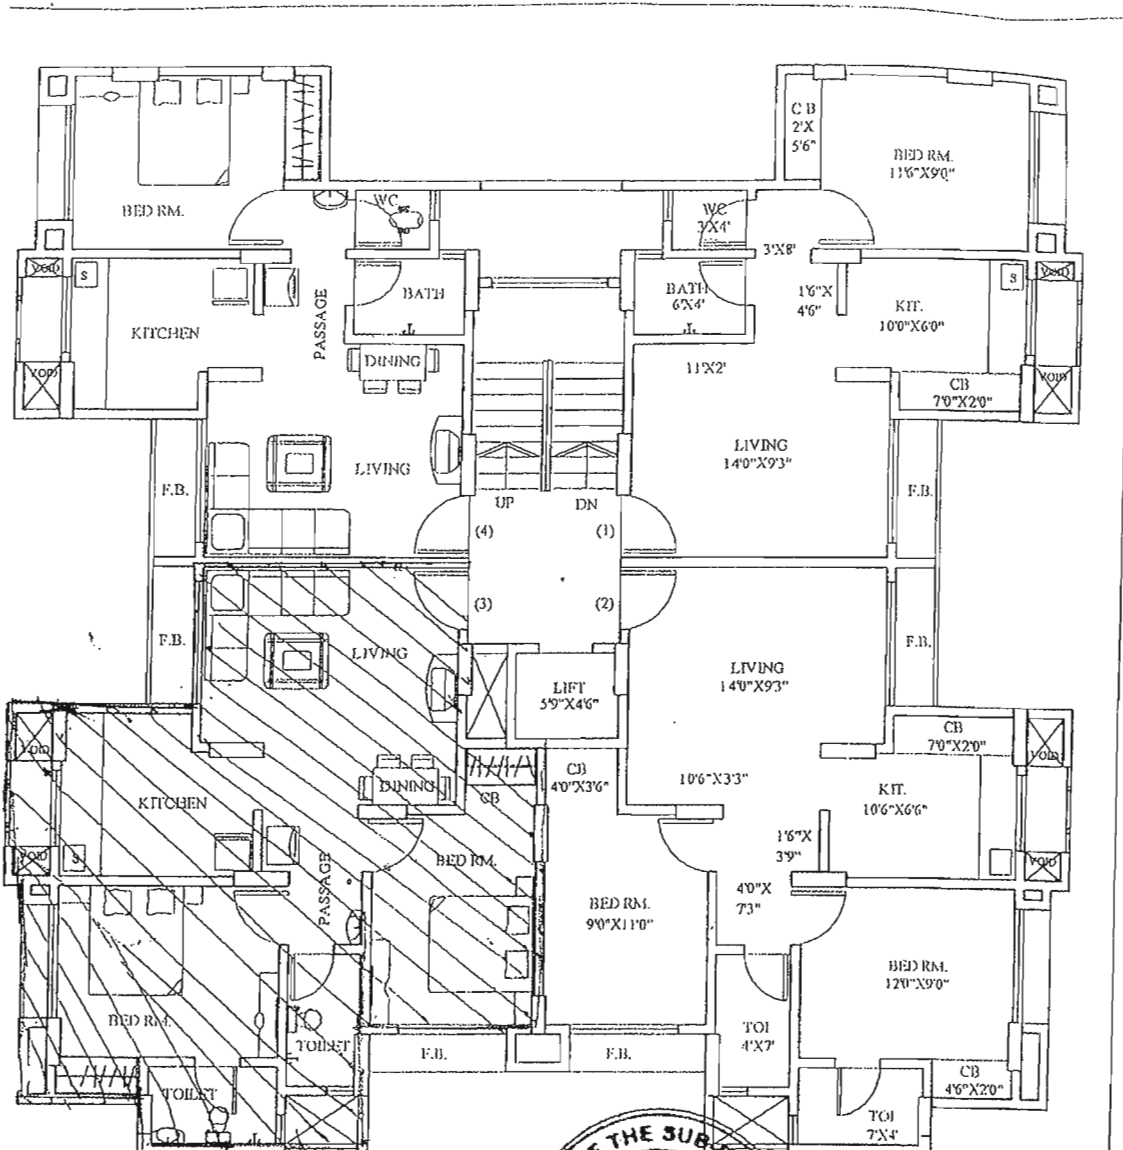 C B
2'X
5'6"
BED RM.
11'6"X9'0"
BED RM.
WC
WC
3'X4'
3'X8'
VOID
S
KITCHEN
PASSAGE
BATH
BATH
6'X4'
1'6"X
4'6"
KIT.
10'0"X6'0"
S
VOID
DINING
11'X2'
VOID
CB
7'0"X2'0"
VOID
LIVING
LIVING
14'0"X9'3"
F.B.
F.B.
UP
DN
(4)
(1)
(3)
(2)
F.B.
F.B.
LIVING
LIVING
14'0"X9'3"
LIFT
5'9"X4'6"
VOID
CB
7'0"X2'0"
VOID
KITCHEN
DINING
CB
CB
4'0"X3'6"
10'6"X3'3"
KIT.
10'6"X6'6"
VOID
S
PASSAGE
BED RM.
1'6"X
3'9"
VOID
4'0"X
7'3"
BED RM.
9'0"X11'0"
BED RM.
12'0"X9'0"
BED RM.
TOILET
F.B.
F.B.
TOI
4'X7'
TOILET
CB
4'6"X2'0"
TOI
7'X4'
THE SUB